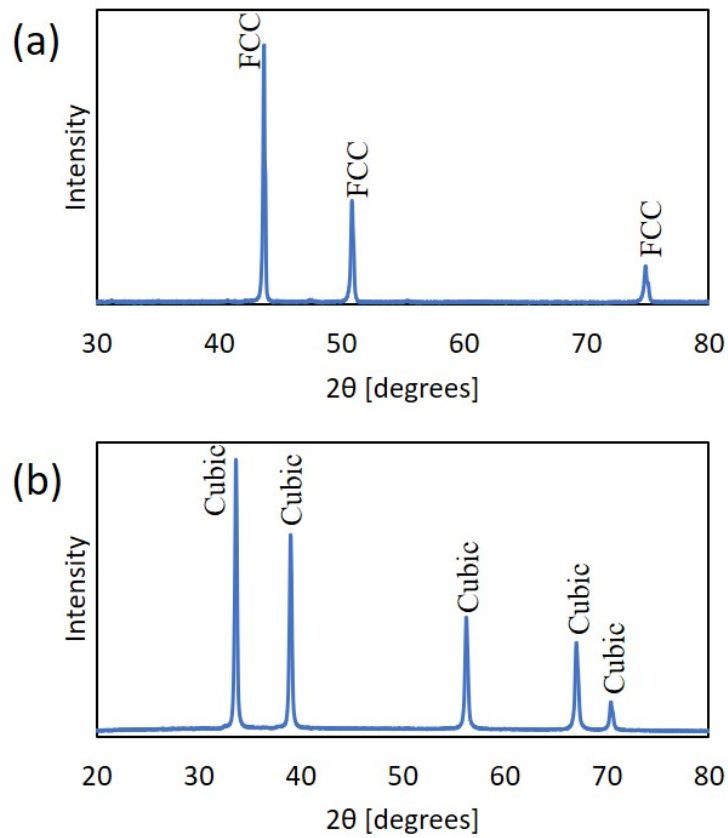 (a)
FCC
FCC
FCC
Intensity
30 40 50 60 70 80
2θ [degrees]
(b)
Cubic
Cubic
Cubic
Cubic
Cubic
Intensity
20 30 40 50 60 70 80
2θ [degrees]